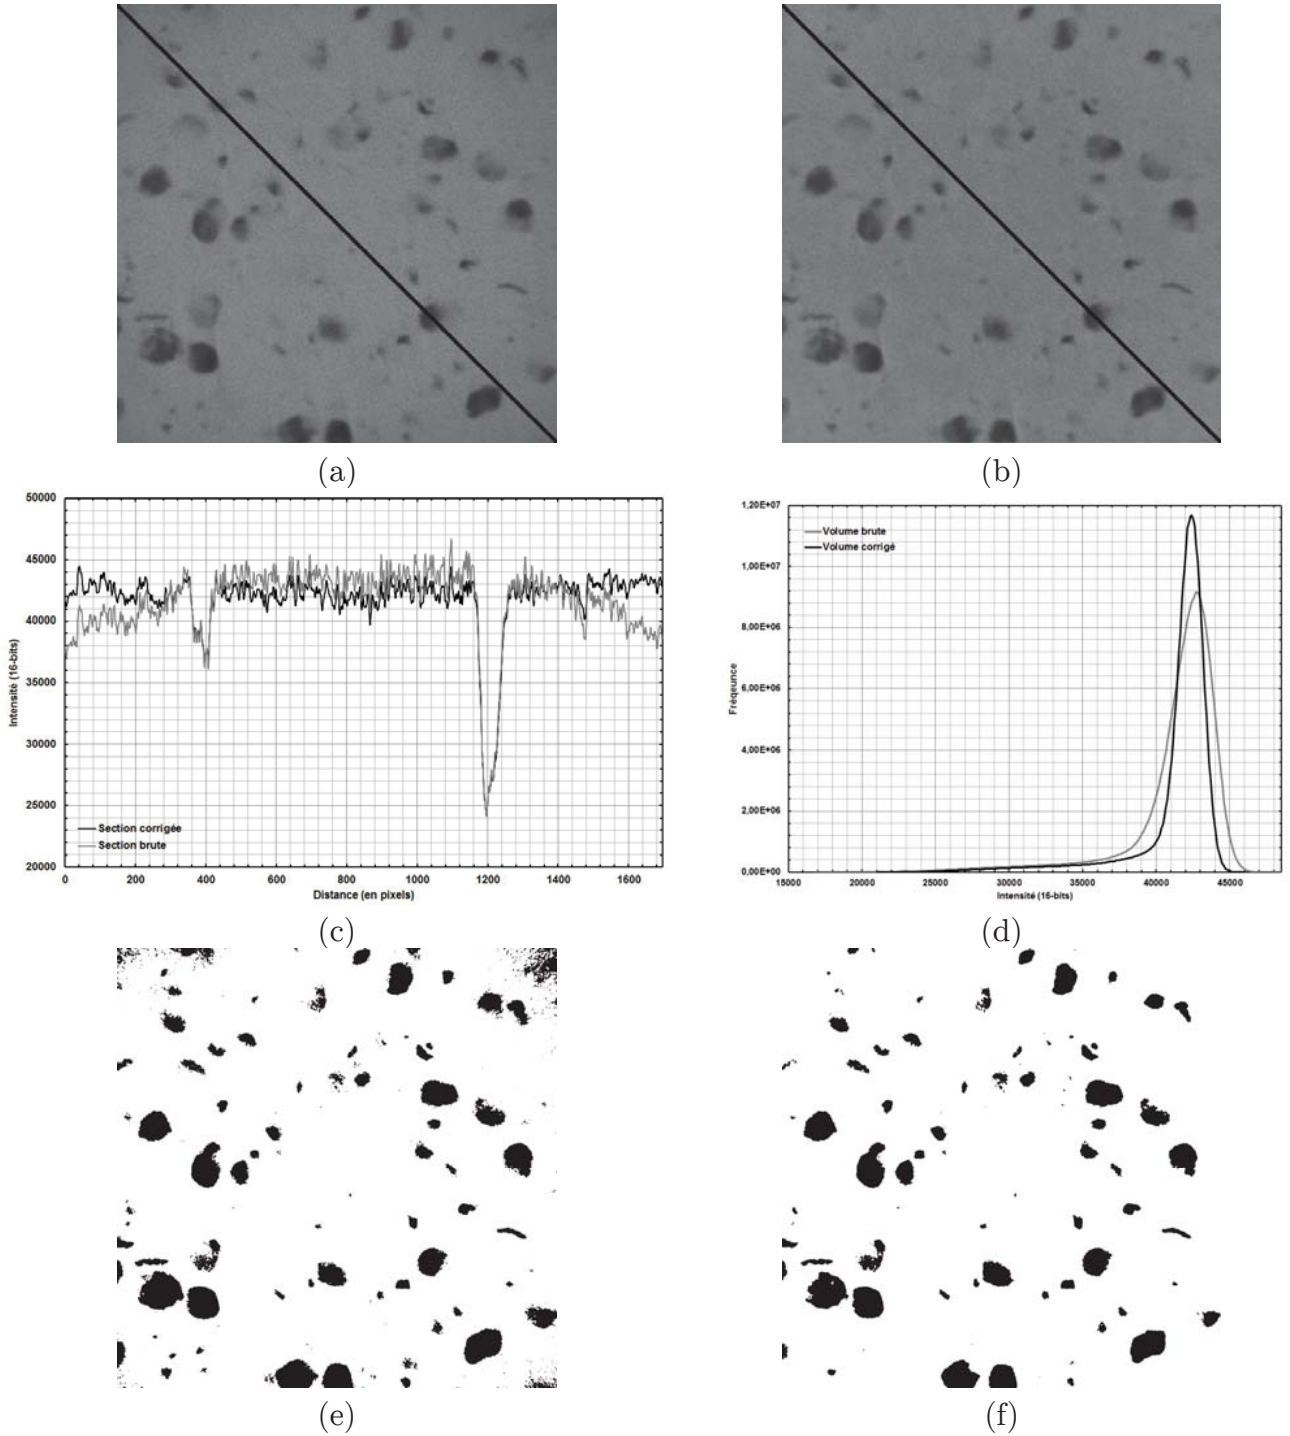 (a)
(b)
50000
45000
40000
35000
30000
25000
20000
Intensité (16-bits)
Section corrigée
Section brute
0 200 400 600 800 1000 1200 1400 1600
Distance (en pixels)
(c)
1,20E+07
1,00E+07
8,00E+06
6,00E+06
4,00E+06
2,00E+06
0,00E+00
Fréqeunce
Volume brute
Volume corrigé
15000 20000 25000 30000 35000 40000 45000
Intensité (16-bits)
(d)
(e)
(f)